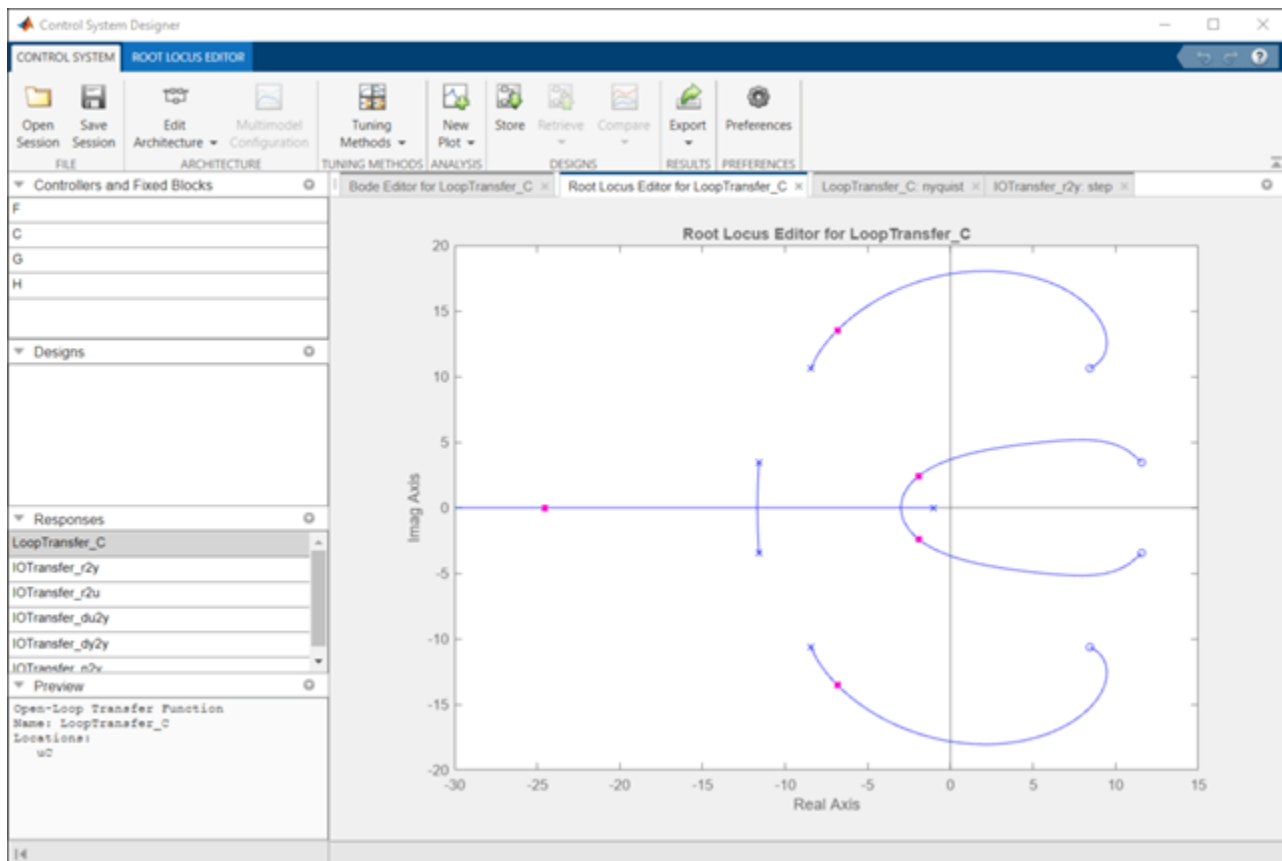 Control System Designer
CONTROL SYSTEM ROOT LOCUS EDITOR
?
Open Session
Save Session
Edit Architecture
Multimodel Configuration
Tuning Methods
New Plot
Store
Retrieve
Compare
Export
Preferences
FILE ARCHITECTURE TUNING METHODS ANALYSIS DESIGNS RESULTS PREFERENCES
Controllers and Fixed Blocks
F
C
G
H
Designs
Responses
LoopTransfer_C
IOTransfer_r2y
IOTransfer_r2u
IOTransfer_du2y
IOTransfer_dy2y
IOTransfer_n2y
Preview
Open-Loop Transfer Function
Name: LoopTransfer_C
Locations:
uC
Bode Editor for LoopTransfer_C Root Locus Editor for LoopTransfer_C LoopTransfer_C: nyquist IOTransfer_r2y: step
Root Locus Editor for LoopTransfer_C
20
15
10
5
0
-5
-10
-15
-20
Imag Axis
-30 -25 -20 -15 -10 -5 0 5 10 15
Real Axis